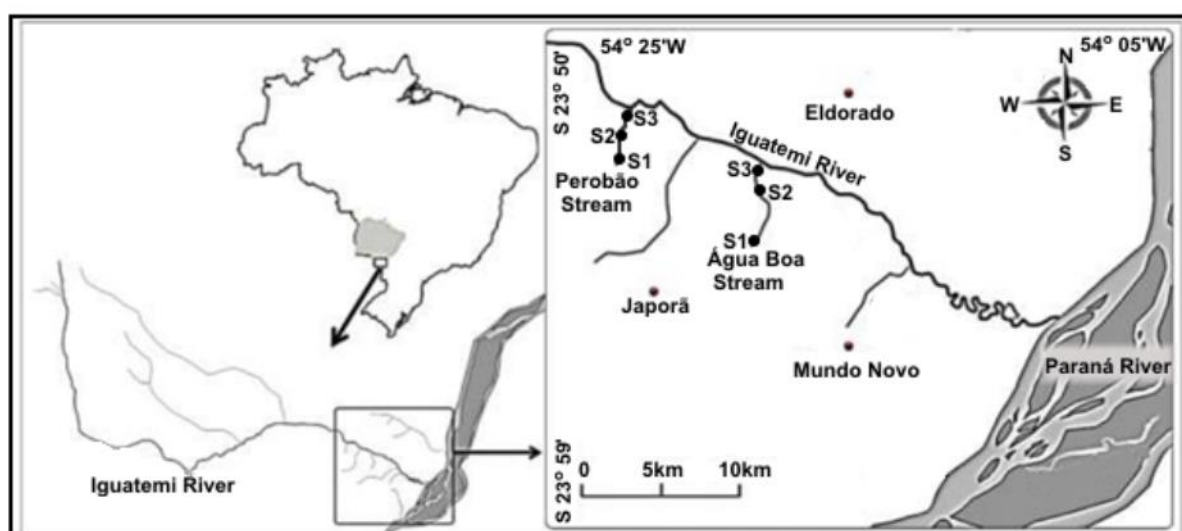 54° 25'W
54° 05'W
S 23° 50'
N
W E
S
Eldorado
Iguatemi River
S3
S2
S1
Perobão
Stream
S3
S2
S1
Água Boa
Stream
Japorã
Mundo Novo
Paraná River
S 23° 59'
0 5km 10km
Iguatemi River